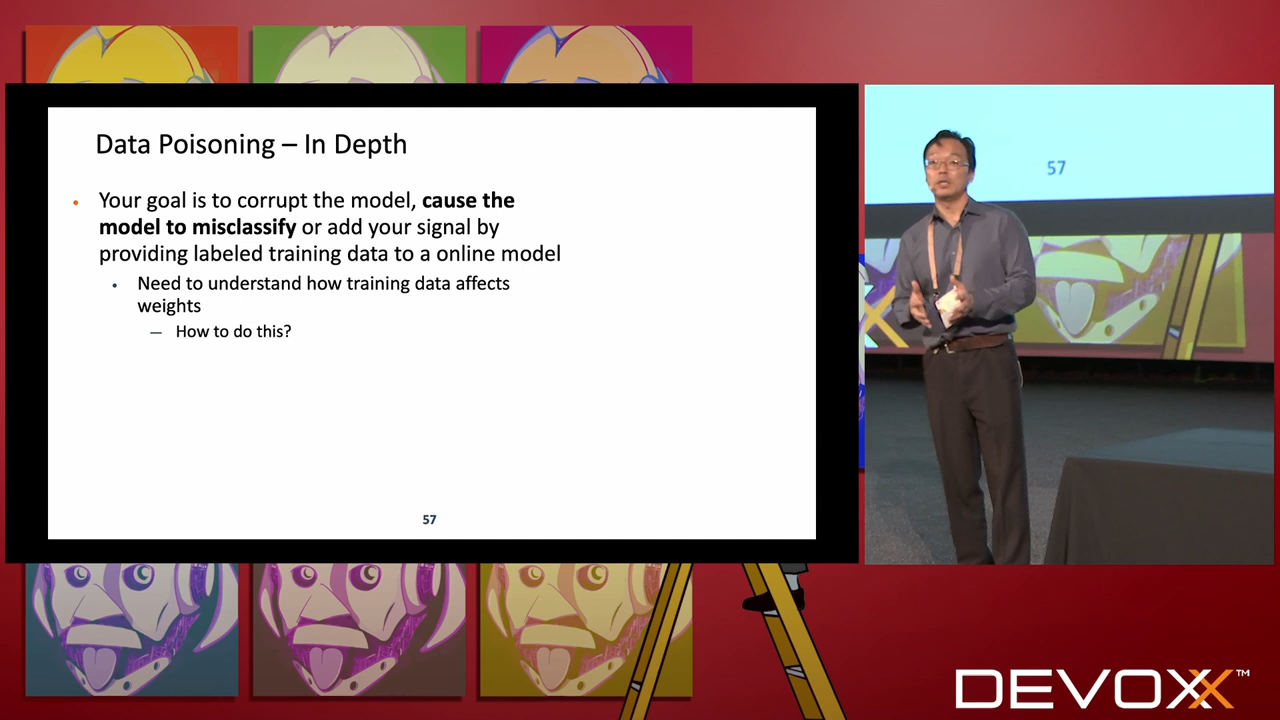 Data Poisoning – In Depth
• Your goal is to corrupt the model, cause the
model to misclassify or add your signal by
providing labeled training data to a online model
• Need to understand how training data affects
weights
— How to do this?
57
57
DEVOXX™